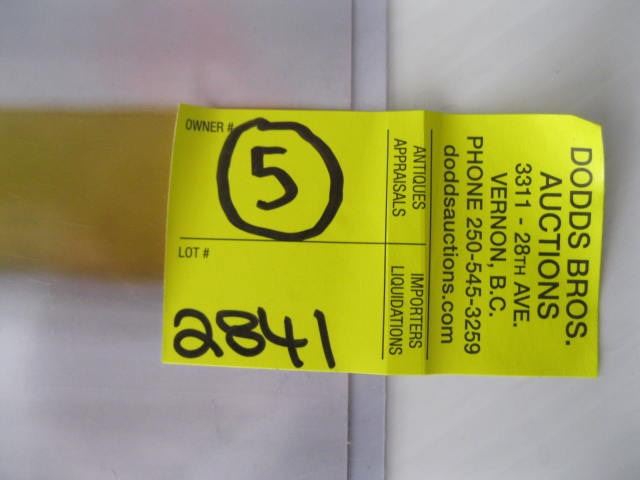 OWNER #
5
LOT #
2841
ANTIQUES
APPRAISALS
IMPORTERS
LIQUIDATIONS
DODDS BROS.
AUCTIONS
3311 - 28TH AVE.
VERNON, B.C.
PHONE 250-545-3259
doddsauctions.com